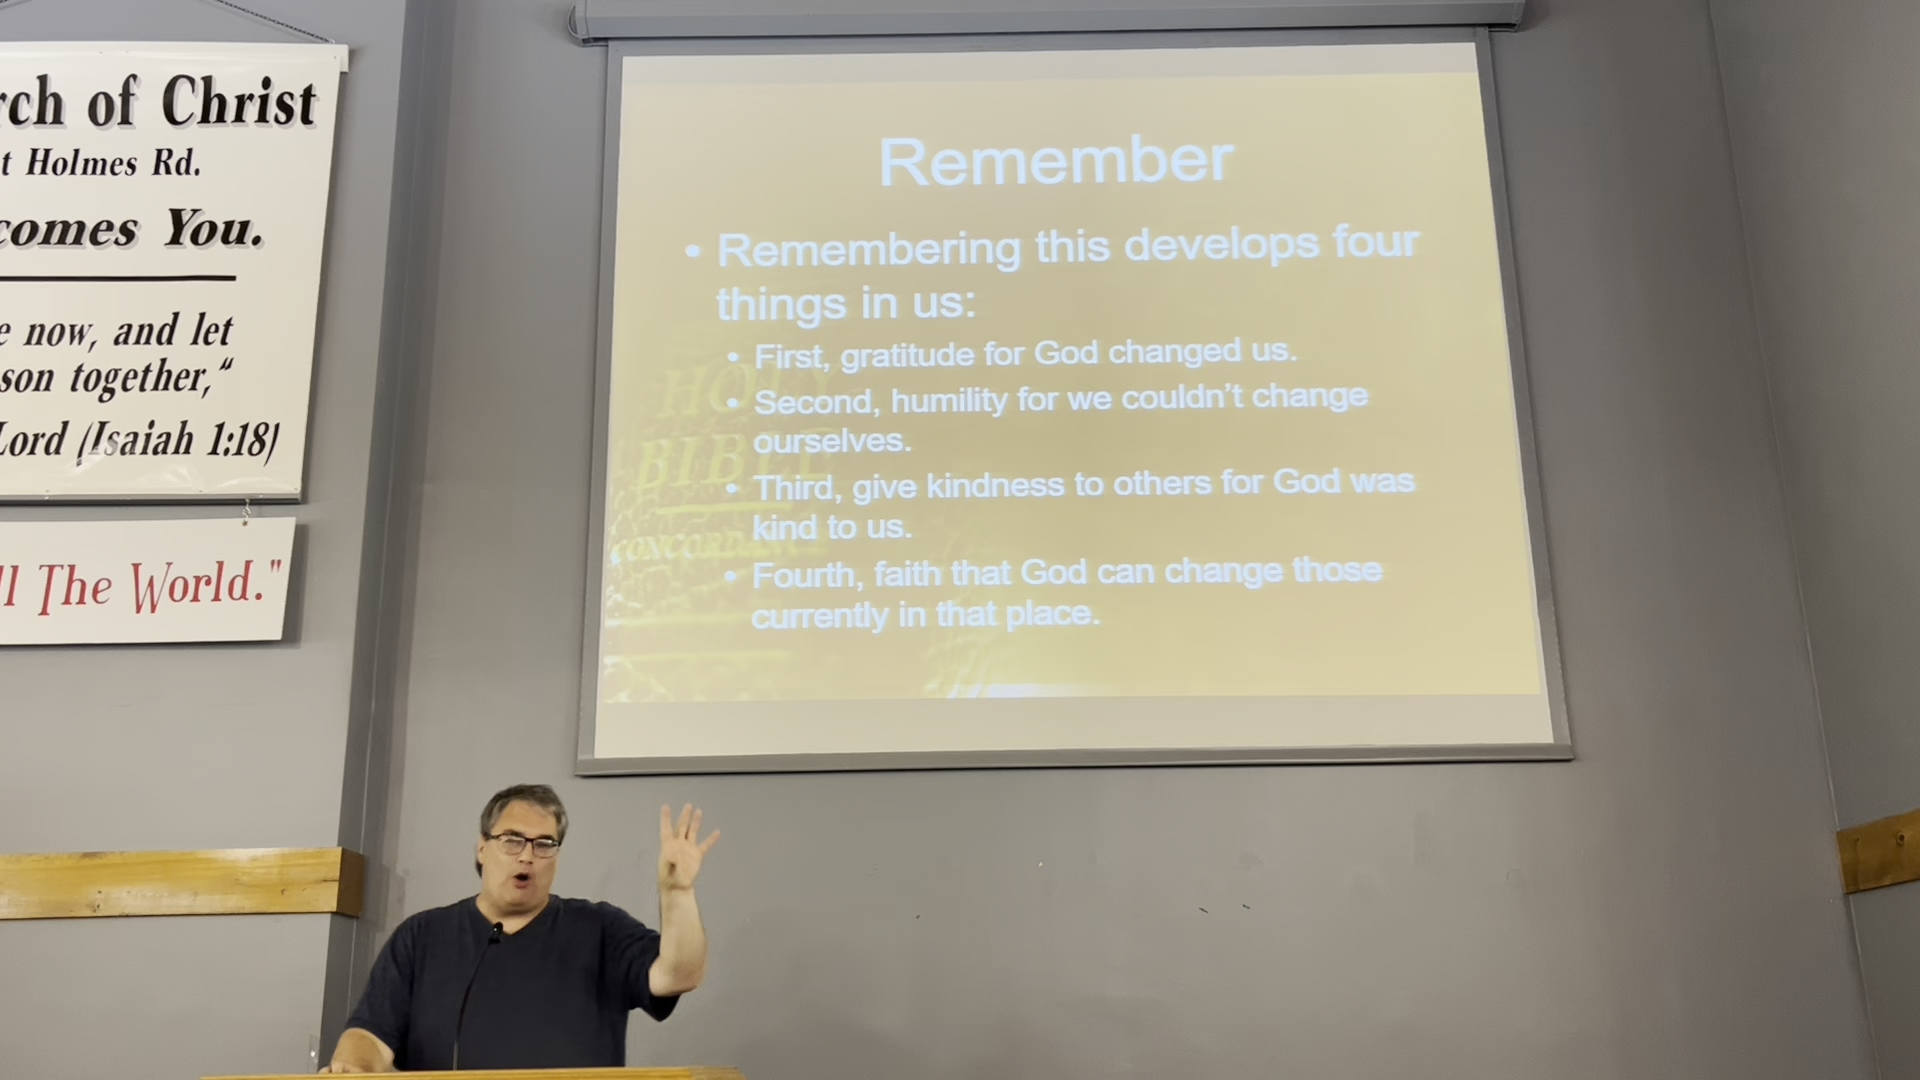 rch of Christ
t Holmes Rd.
comes You.
e now, and let
son together,“
Lord (Isaiah 1:18)
ll The World."
Remember
• Remembering this develops four
things in us:
• First, gratitude for God changed us.
• Second, humility for we couldn’t change
ourselves.
• Third, give kindness to others for God was
kind to us.
• Fourth, faith that God can change those
currently in that place.
HOLY
BIBLE
CONCORDANCE